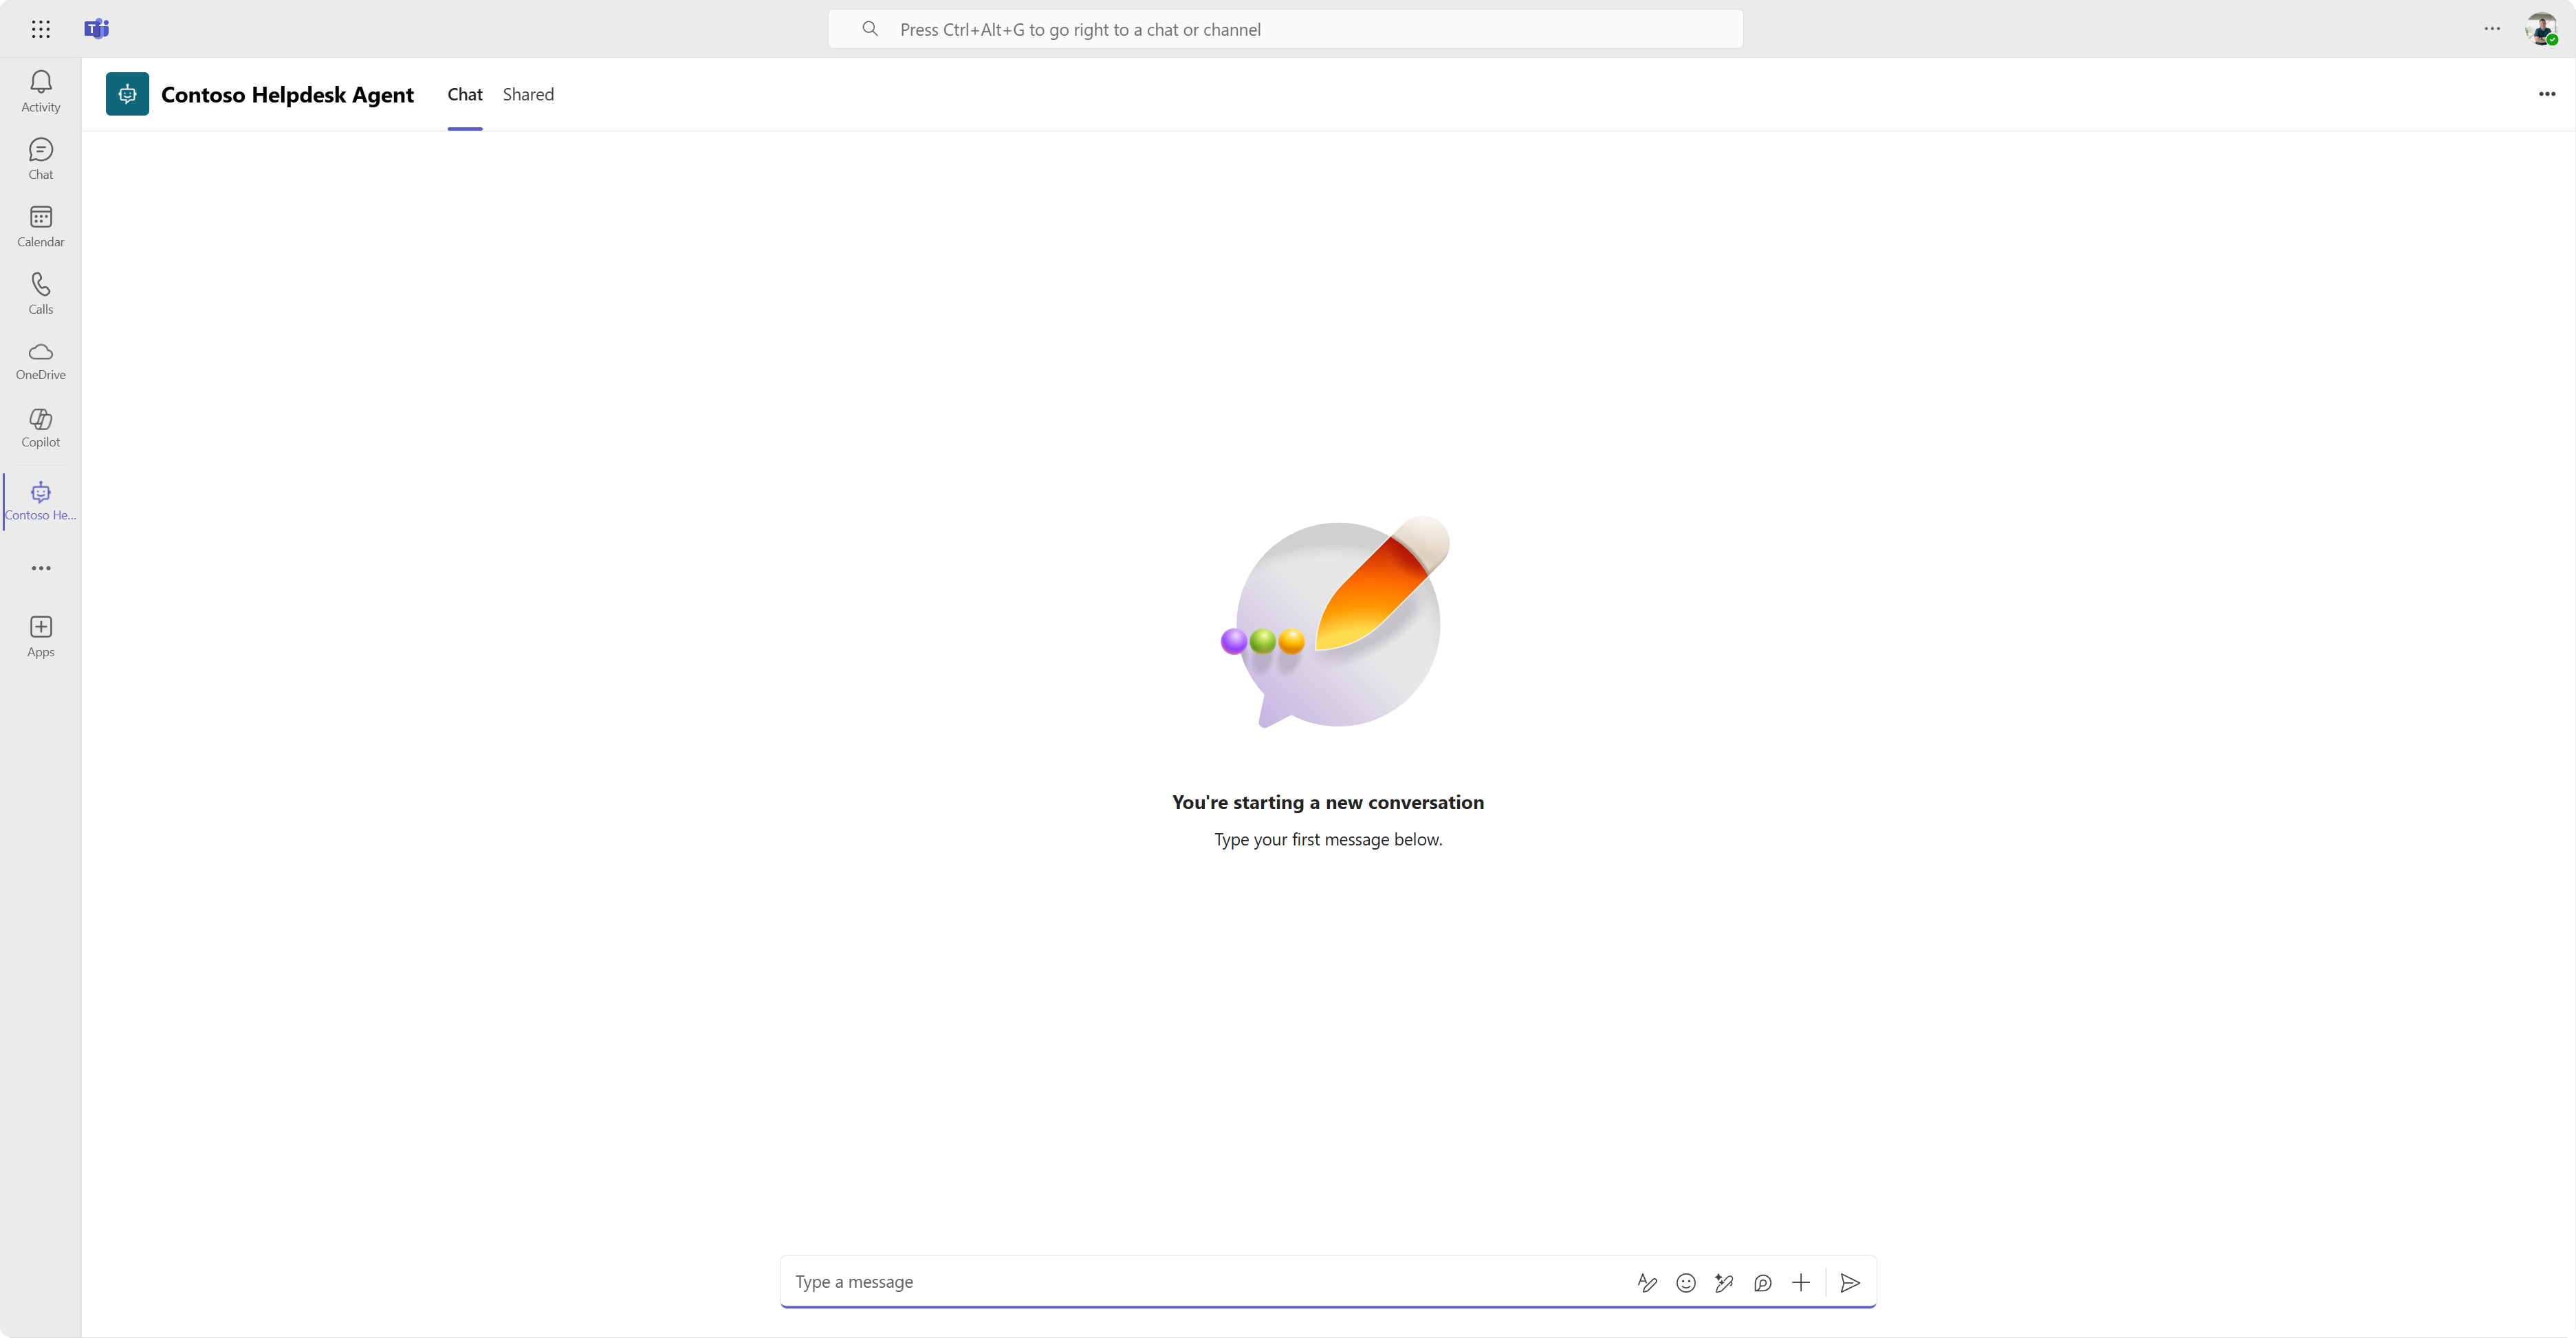 Press Ctrl+Alt+G to go right to a chat or channel
Activity
Chat
Calendar
Calls
OneDrive
Copilot
Contoso He...
Apps
Contoso Helpdesk Agent
Chat
Shared
You're starting a new conversation
Type your first message below.
Type a message